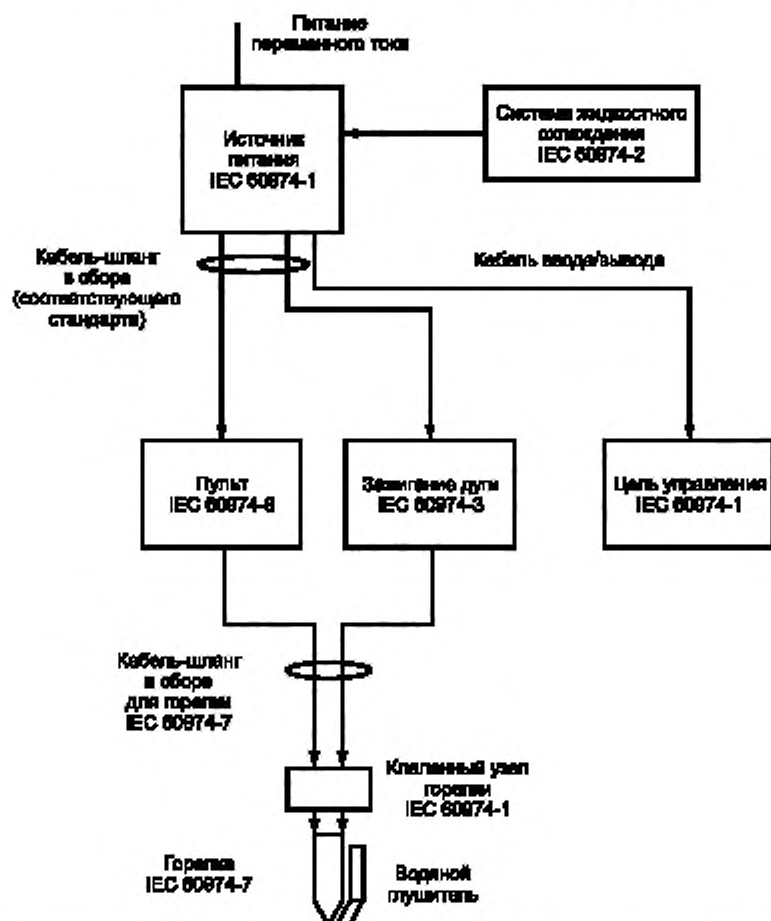 Питание
переменного тока
Источник
питания
IEC 60974-1
Система жидкостного
охлаждения
IEC 60974-2
Кабель-шланг
в сборе
(соответствующего
стандарта)
Кабель ввода/вывода
Пульт
IEC 60974-8
Зажигание дуги
IEC 60974-3
Цепь управления
IEC 60974-1
Кабель-шланг
в сборе
для горелки
IEC 60974-7
Клапанный узел
горелки
IEC 60974-1
Горелка
IEC 60974-7
Водяной
глушитель